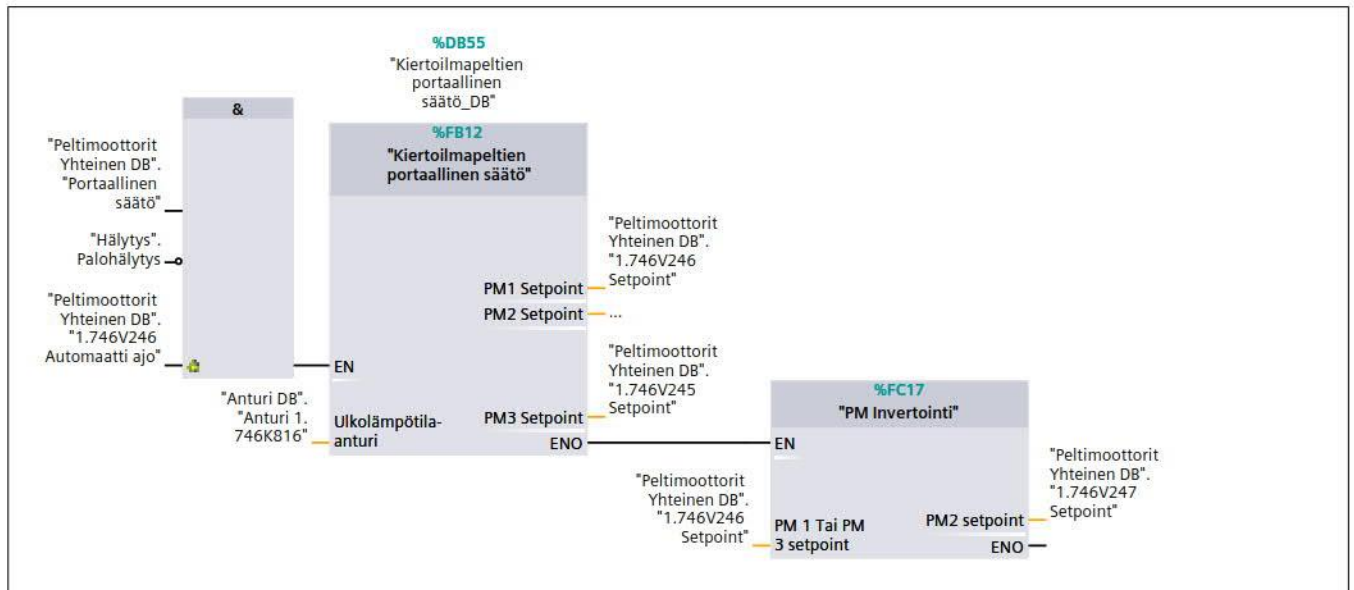 %DB55
"Kiertoilmapeltien
portaallinen
säätö_DB"
&
%FB12
"Kiertoilmapeltien
portaallinen säätö"
"Peltimoottorit
Yhteinen DB".
"Portaallinen
säätö"
"Hälytys".
Palohälytys
"Peltimoottorit
Yhteinen DB".
"1.746V246
Automaatti ajo"
EN
"Anturi DB".
"Anturi 1.
746K816"
Ulkolämpötila-
anturi
PM1 Setpoint
"Peltimoottorit
Yhteinen DB".
"1.746V246
Setpoint"
PM2 Setpoint
...
PM3 Setpoint
"Peltimoottorit
Yhteinen DB".
"1.746V245
Setpoint"
ENO
%FC17
"PM Invertointi"
EN
"Peltimoottorit
Yhteinen DB".
"1.746V246
Setpoint"
PM 1 Tai PM
3 setpoint
PM2 setpoint
"Peltimoottorit
Yhteinen DB".
"1.746V247
Setpoint"
ENO